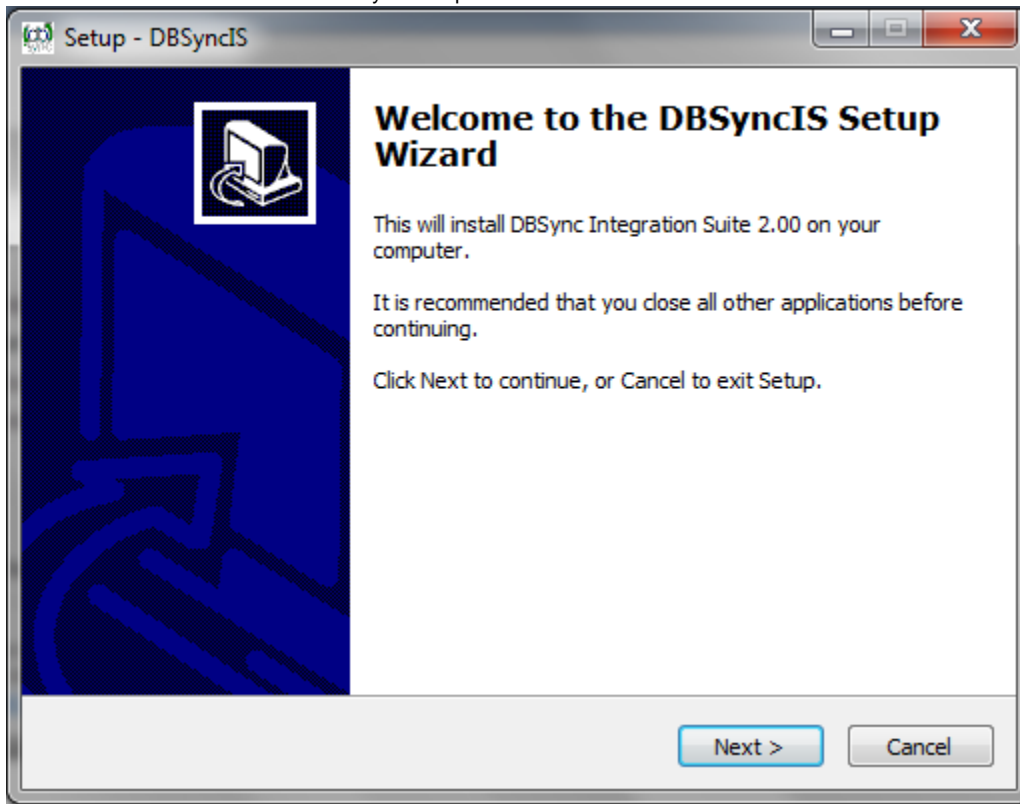 Setup - DBSyncIS
Welcome to the DBSyncIS Setup
Wizard
This will install DBSync Integration Suite 2.00 on your
computer.
It is recommended that you close all other applications before
continuing.
Click Next to continue, or Cancel to exit Setup.
Next >
Cancel